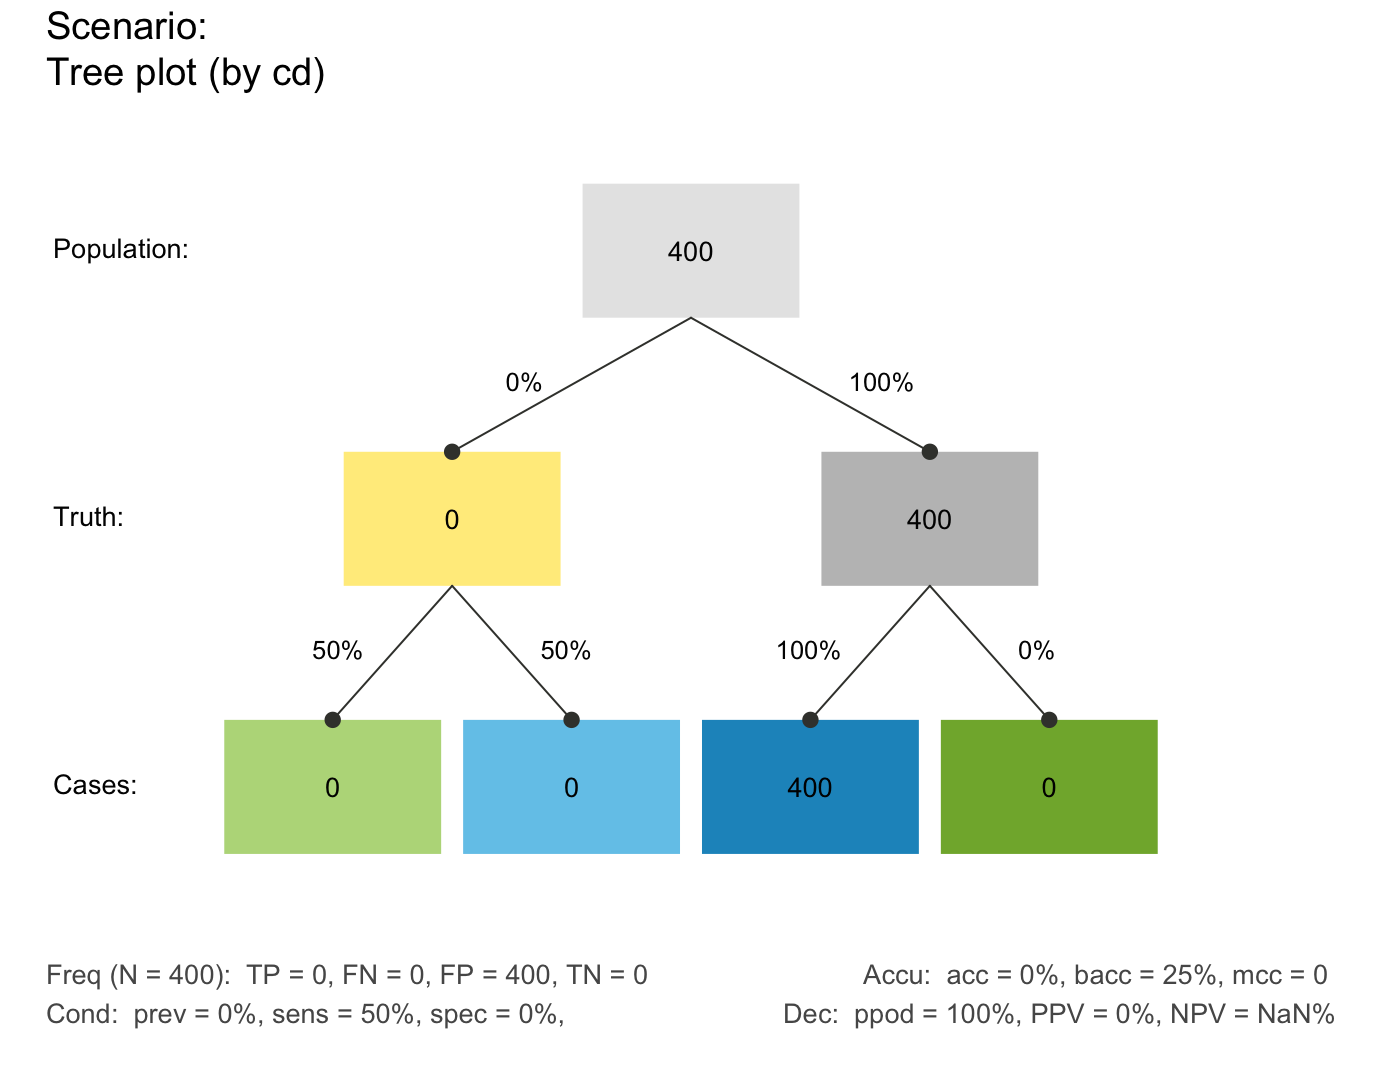 Scenario:
Tree plot (by cd)
Population:
400
0%
100%
Truth:
0
400
50%
50%
100%
0%
Cases:
0
0
400
0
Freq (N = 400):  TP = 0, FN = 0, FP = 400, TN = 0
Accu:  acc = 0%, bacc = 25%, mcc = 0
Cond:  prev = 0%, sens = 50%, spec = 0%,
Dec:  ppod = 100%, PPV = 0%, NPV = NaN%